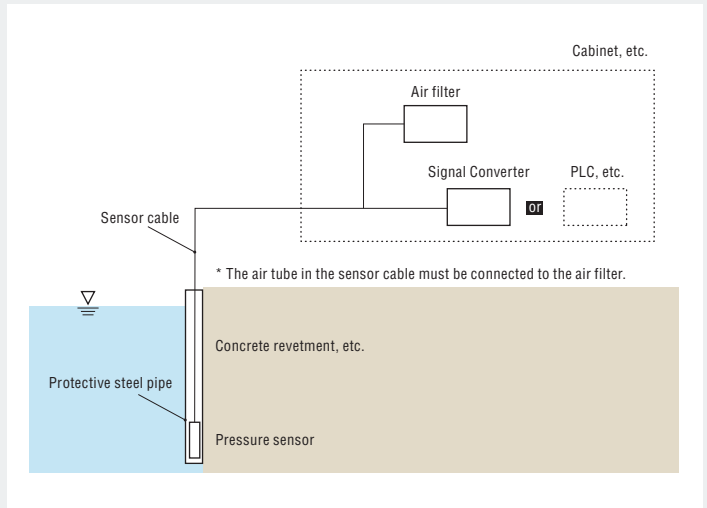 Cabinet, etc.
Air filter
Signal Converter
PLC, etc.
or
Sensor cable
* The air tube in the sensor cable must be connected to the air filter.
Concrete revetment, etc.
Protective steel pipe
Pressure sensor